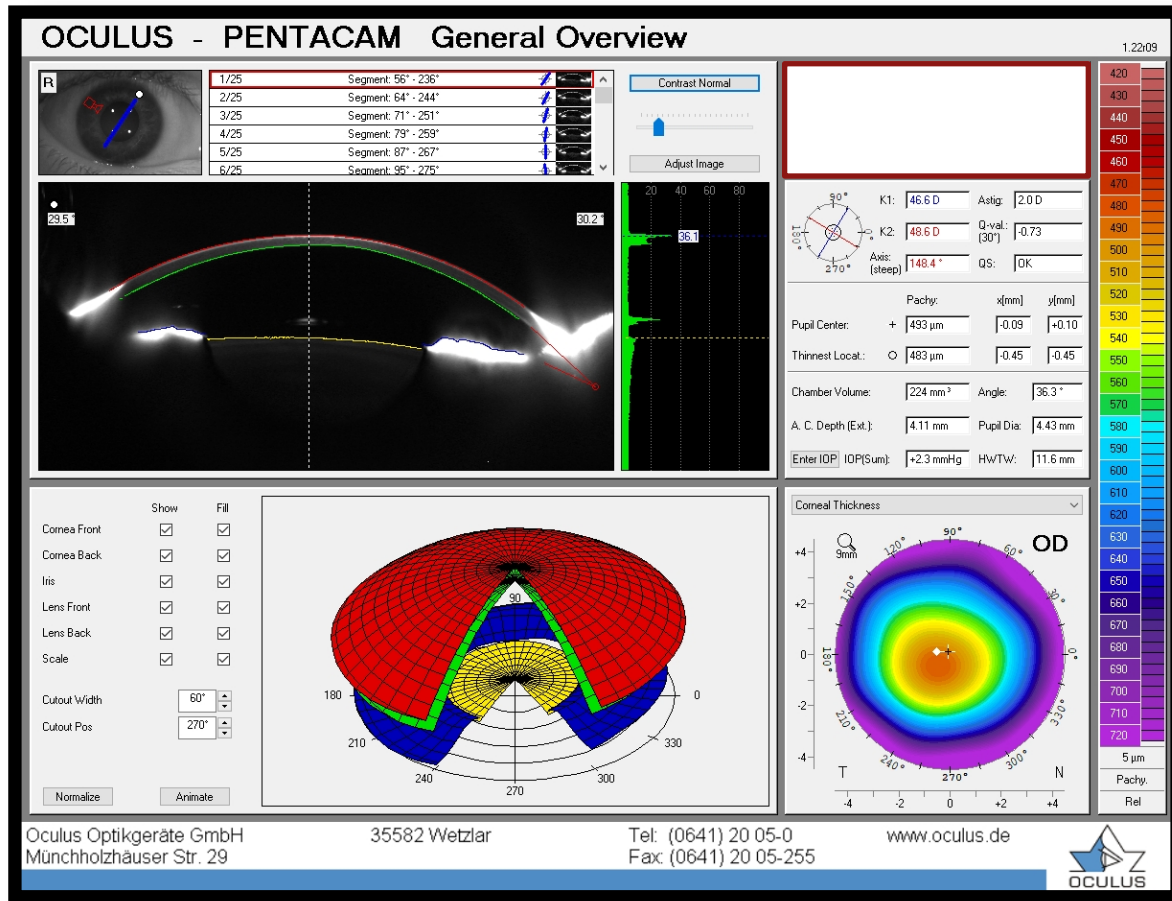 OCULUS - PENTACAM General Overview
1.22r09
R
1/25 Segment: 56° - 236°
2/25 Segment: 64° - 244°
3/25 Segment: 71° - 251°
4/25 Segment: 79° - 259°
5/25 Segment: 87° - 267°
6/25 Segment: 95° - 275°
Contrast Normal
Adjust Image
29.5 °
30.2 °
20 40 60 80
36.1
90°
180°
0°
270°
K1: 46.6 D Astig: 2.0 D
K2: 48.6 D Q-val.: (30°) -0.73
Axis: (steep) 148.4 ° QS: OK
Pachy: x[mm] y[mm]
Pupil Center: + 493 µm -0.09 +0.10
Thinnest Locat.: O 483 µm -0.45 -0.45
Chamber Volume: 224 mm³ Angle: 36.3 °
A. C. Depth (Ext.): 4.11 mm Pupil Dia: 4.43 mm
Enter IOP IOP(Sum): +2.3 mmHg HWTW: 11.6 mm
420
430
440
450
460
470
480
490
500
510
520
530
540
550
560
570
580
590
600
610
620
630
640
650
660
670
680
690
700
710
720
5 µm
Pachy.
Rel
Show Fill
Cornea Front
Cornea Back
Iris
Lens Front
Lens Back
Scale
Cutout Width 60°
Cutout Pos 270°
Normalize Animate
90
180
0
210
330
240
300
270
Corneal Thickness
OD
9mm
90°
120°
60°
150°
30°
180°
0°
210°
330°
240°
300°
270°
+4
+2
0
-2
-4
T N
-4 -2 0 +2 +4
Oculus Optikgeräte GmbH 35582 Wetzlar Tel: (0641) 20 05-0 www.oculus.de
Münchholzhäuser Str. 29 Fax: (0641) 20 05-255
OCULUS